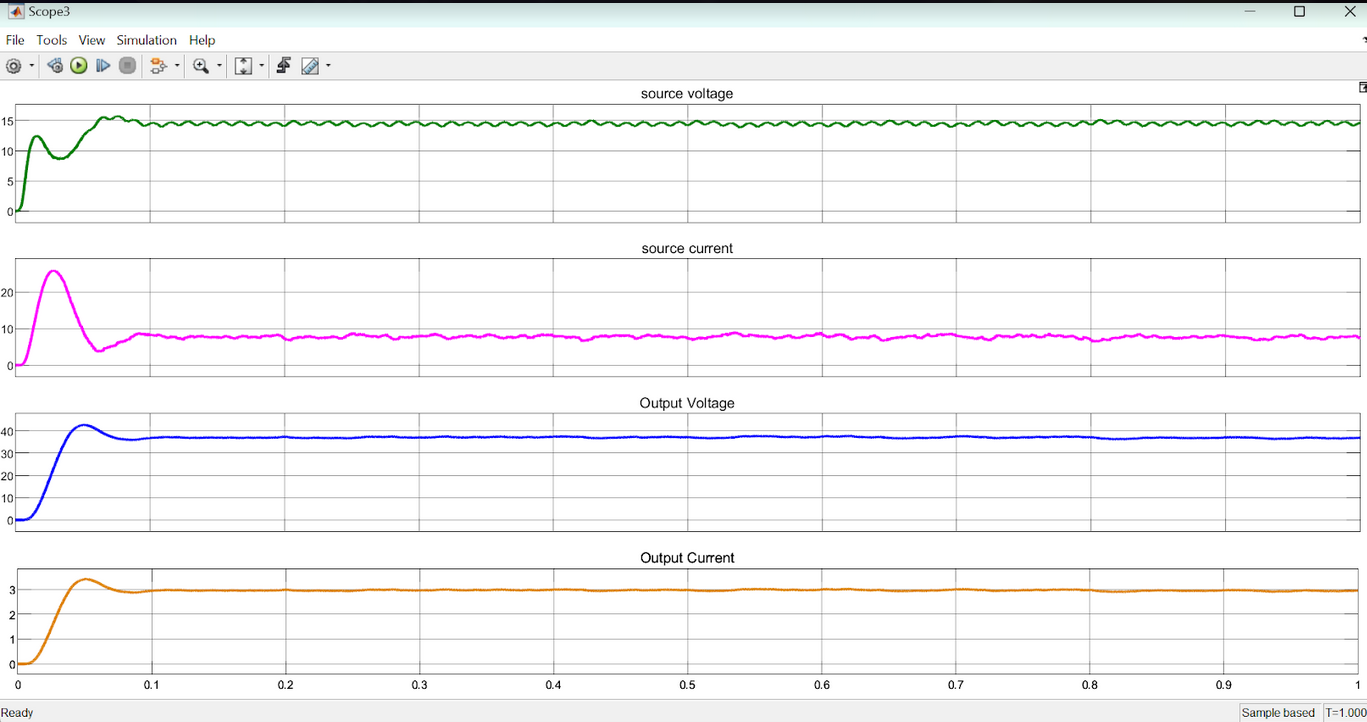 Scope3
File Tools View Simulation Help
source voltage
15
10
5
0
source current
20
10
0
Output Voltage
40
30
20
10
0
Output Current
3
2
1
0
0 0.1 0.2 0.3 0.4 0.5 0.6 0.7 0.8 0.9 1
Ready Sample based T=1.000